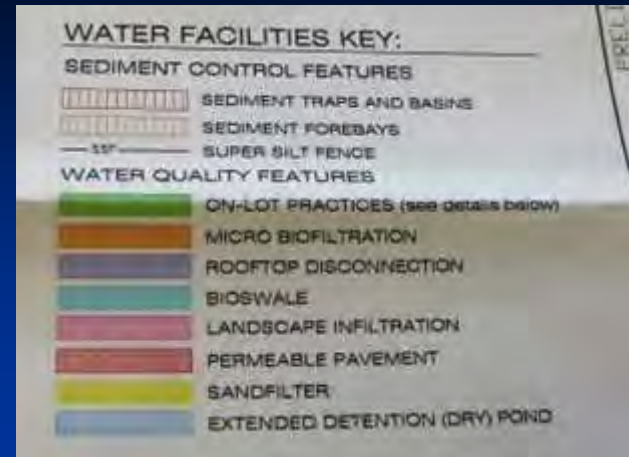 WATER FACILITIES KEY:
SEDIMENT CONTROL FEATURES
SEDIMENT TRAPS AND BASINS
SEDIMENT FOREBAYS
SSF SUPER SILT FENCE
WATER QUALITY FEATURES
ON-LOT PRACTICES (see details below)
MICRO BIOFILTRATION
ROOFTOP DISCONNECTION
BIOSWALE
LANDSCAPE INFILTRATION
PERMEABLE PAVEMENT
SANDFILTER
EXTENDED DETENTION (DRY) POND